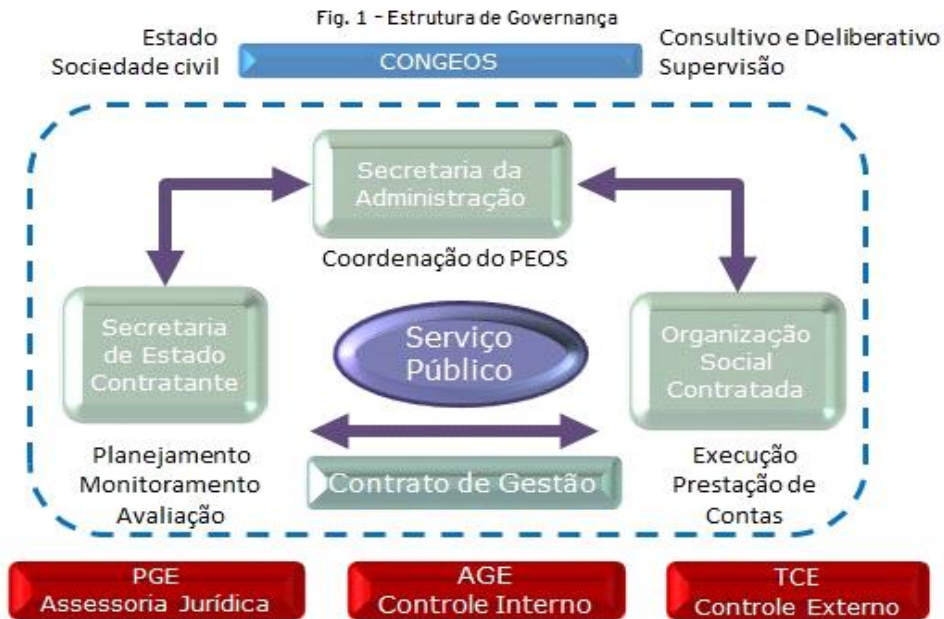 Fig. 1 – Estrutura de Governança
Estado
Sociedade civil
CONGEOS
Consultivo e Deliberativo
Supervisão
Secretaria da
Administração
Coordenação do PEOS
Secretaria
de Estado
Contratante
Serviço
Público
Organização
Social
Contratada
Planejamento
Monitoramento
Avaliação
Contrato de Gestão
Execução
Prestação de
Contas
PGE
Assessoria Jurídica
AGE
Controle Interno
TCE
Controle Externo